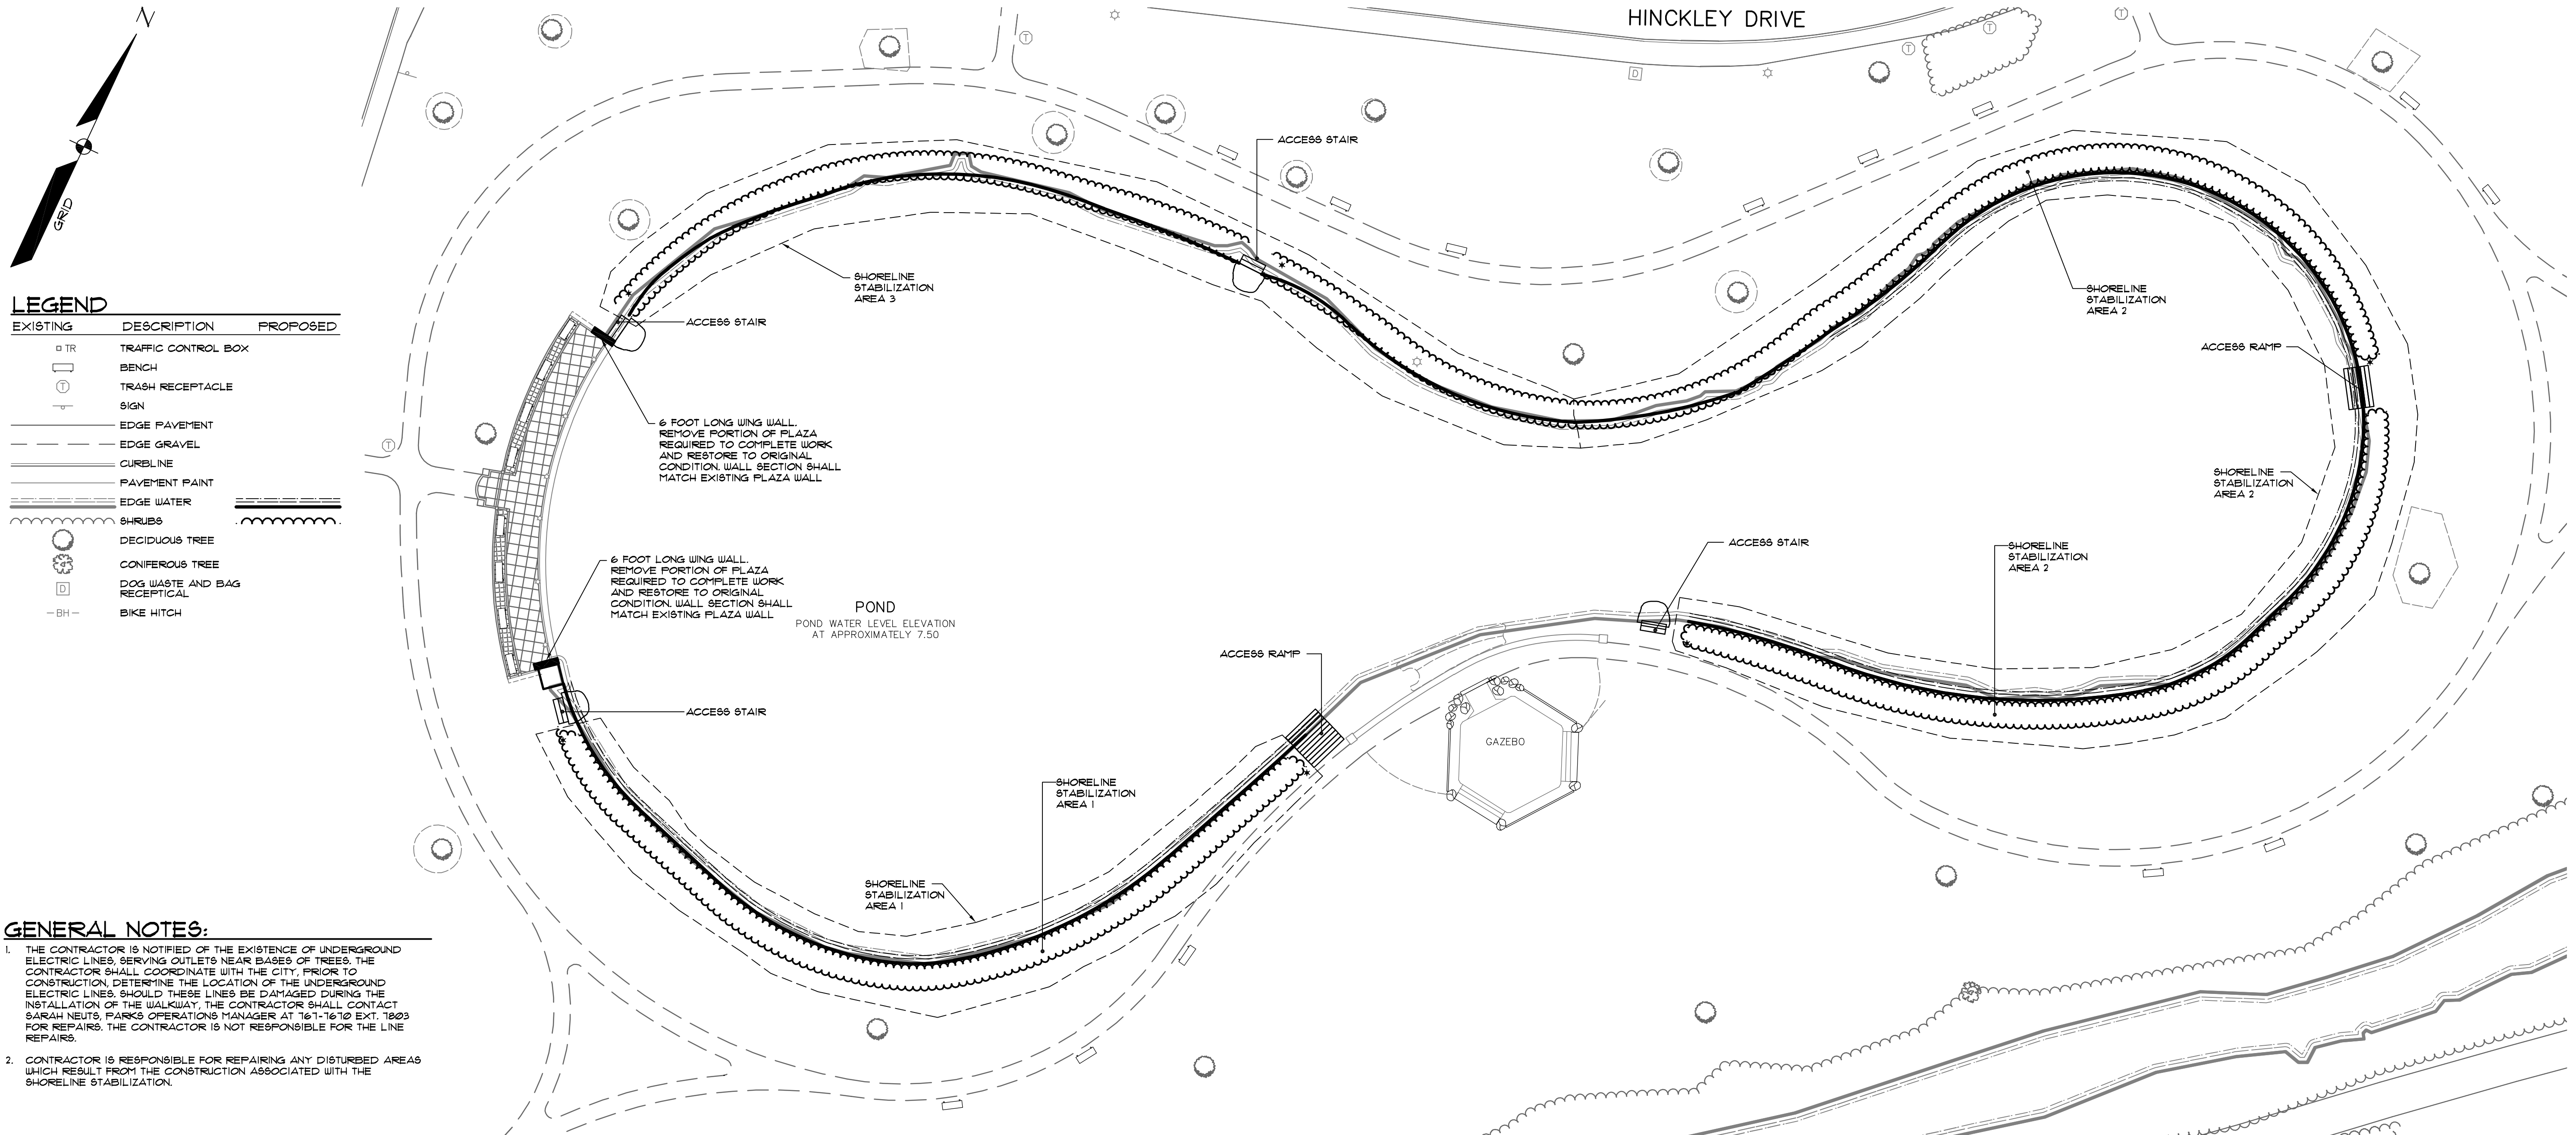 N
GRID
HINCKLEY DRIVE
T
T
T
T
D
ACCESS STAIR
SHORELINE
STABILIZATION
AREA 3
ACCESS STAIR
SHORELINE
STABILIZATION
AREA 2
ACCESS RAMP
LEGEND
EXISTING DESCRIPTION PROPOSED
TR TRAFFIC CONTROL BOX
BENCH
T TRASH RECEPTACLE
SIGN
EDGE PAVEMENT
EDGE GRAVEL
CURBLINE
PAVEMENT PAINT
EDGE WATER
SHRUBS
DECIDUOUS TREE
CONIFEROUS TREE
D DOG WASTE AND BAG
RECEPTICAL
BH BIKE HITCH
T
6 FOOT LONG WING WALL.
REMOVE PORTION OF PLAZA
REQUIRED TO COMPLETE WORK
AND RESTORE TO ORIGINAL
CONDITION. WALL SECTION SHALL
MATCH EXISTING PLAZA WALL
SHORELINE
STABILIZATION
AREA 2
6 FOOT LONG WING WALL.
REMOVE PORTION OF PLAZA
REQUIRED TO COMPLETE WORK
AND RESTORE TO ORIGINAL
CONDITION. WALL SECTION SHALL
MATCH EXISTING PLAZA WALL
POND
POND WATER LEVEL ELEVATION
AT APPROXIMATELY 7.50
ACCESS STAIR
SHORELINE
STABILIZATION
AREA 2
ACCESS RAMP
ACCESS STAIR
GAZEBO
SHORELINE
STABILIZATION
AREA 1
SHORELINE
STABILIZATION
AREA 1
GENERAL NOTES:
1. THE CONTRACTOR IS NOTIFIED OF THE EXISTENCE OF UNDERGROUND
ELECTRIC LINES, SERVING OUTLETS NEAR BASES OF TREES. THE
CONTRACTOR SHALL COORDINATE WITH THE CITY, PRIOR TO
CONSTRUCTION, DETERMINE THE LOCATION OF THE UNDERGROUND
ELECTRIC LINES. SHOULD THESE LINES BE DAMAGED DURING THE
INSTALLATION OF THE WALKWAY, THE CONTRACTOR SHALL CONTACT
SARAH NEUTS, PARKS OPERATIONS MANAGER AT 767-7670 EXT. 7803
FOR REPAIRS. THE CONTRACTOR IS NOT RESPONSIBLE FOR THE LINE
REPAIRS.
2. CONTRACTOR IS RESPONSIBLE FOR REPAIRING ANY DISTURBED AREAS
WHICH RESULT FROM THE CONSTRUCTION ASSOCIATED WITH THE
SHORELINE STABILIZATION.